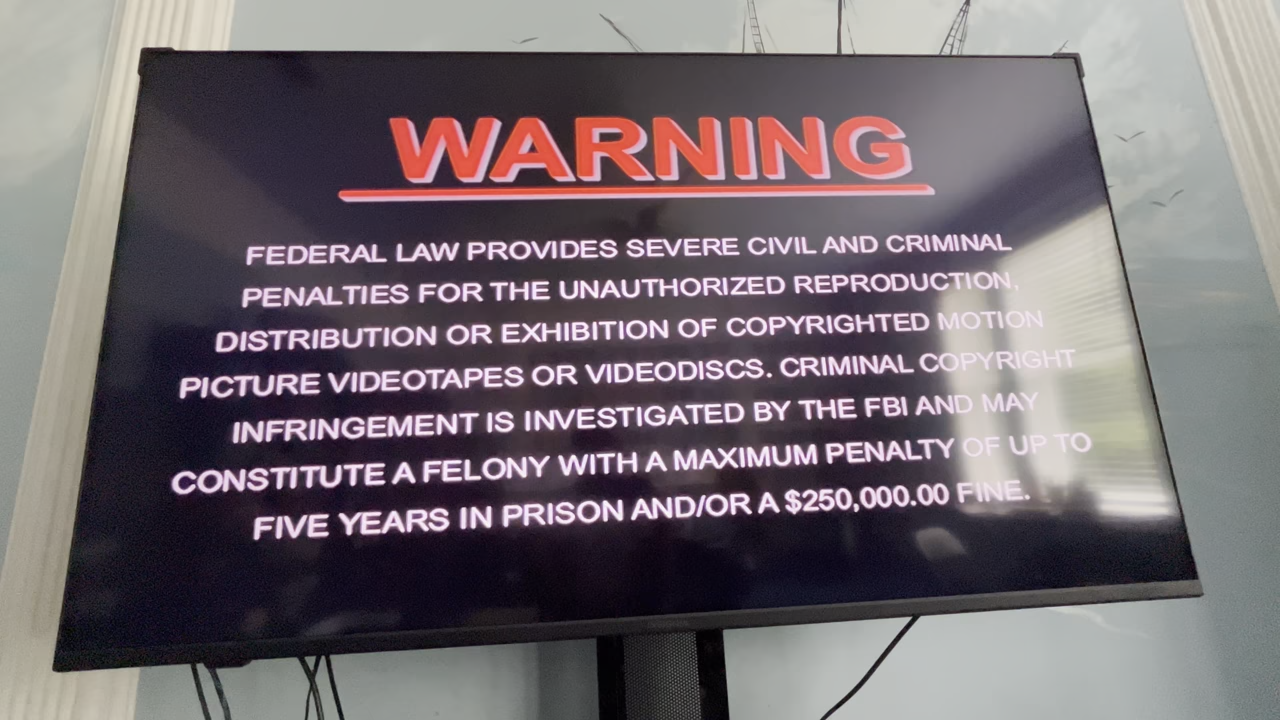 WARNING
FEDERAL LAW PROVIDES SEVERE CIVIL AND CRIMINAL
PENALTIES FOR THE UNAUTHORIZED REPRODUCTION,
DISTRIBUTION OR EXHIBITION OF COPYRIGHTED MOTION
PICTURE VIDEOTAPES OR VIDEODISCS. CRIMINAL COPYRIGHT
INFRINGEMENT IS INVESTIGATED BY THE FBI AND MAY
CONSTITUTE A FELONY WITH A MAXIMUM PENALTY OF UP TO
FIVE YEARS IN PRISON AND/OR A $250,000.00 FINE.